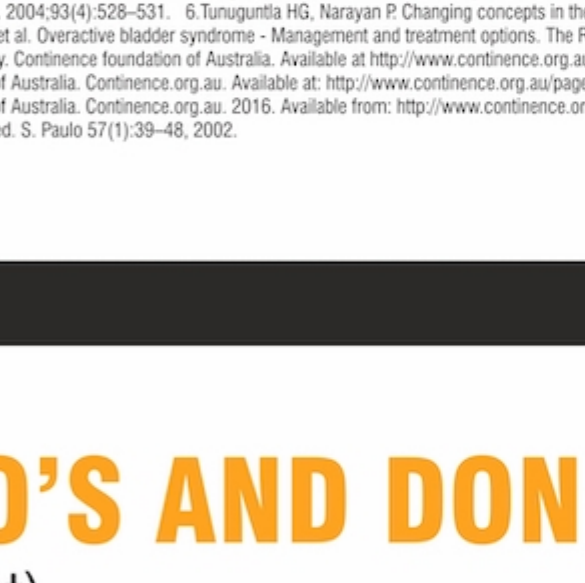 2004;93(4):528–531. 6.Tunuguntla HG, Narayan P. Changing concepts in th
et al. Overactive bladder syndrome - Management and treatment options. The
y. Continence foundation of Australia. Available at http://www.continence.org.au
f Australia. Continence.org.au. Available at: http://www.continence.org.au/page
f Australia. Continence.org.au. 2016. Available from: http://www.continence.or
ed. S. Paulo 57(1):39–48, 2002.
O'S AND DON